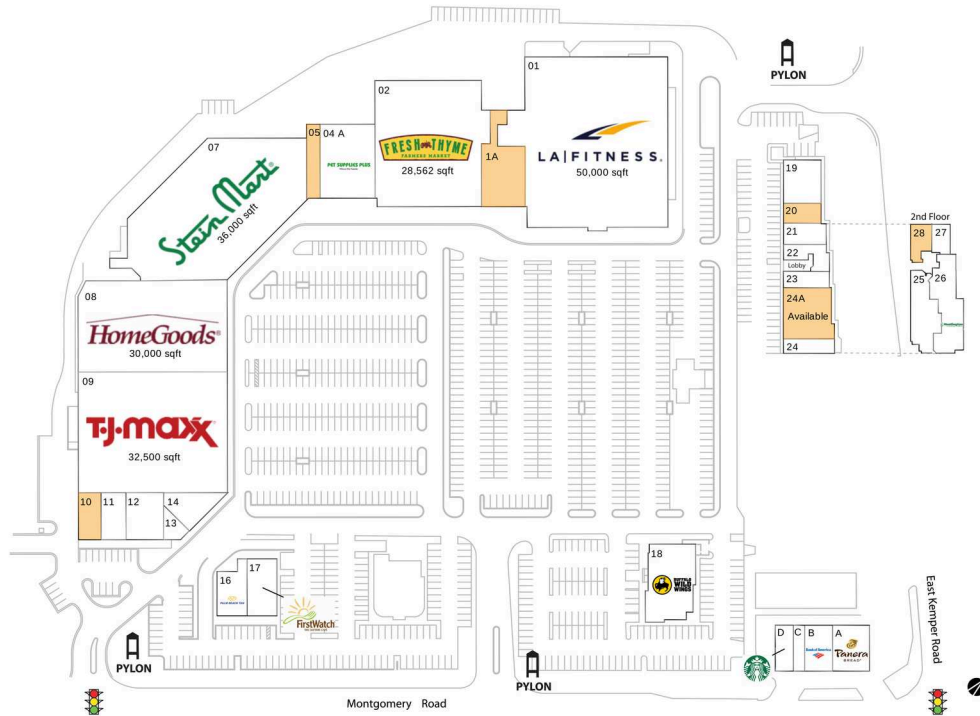 PYLON
01
LA|FITNESS.
50,000 sqft
02
FRESH THYME
FARMERS MARKET
28,562 sqft
1A
05
04 A
PET SUPPLIES PLUS
07
Stein Mart
36,000 sqft
08
HomeGoods
30,000 sqft
09
T·J·maxx
32,500 sqft
10
11
12
14
13
19
20
21
22
Lobby
23
24A
Available
24
2nd Floor
28
27
25
26
16
PALM BEACH TAN
17
FirstWatch
18
BUFFALO
WILD
WINGS
D
C
B
A
Bank of America
Panera
BREAD
PYLON
PYLON
Montgomery Road
East Kemper Road